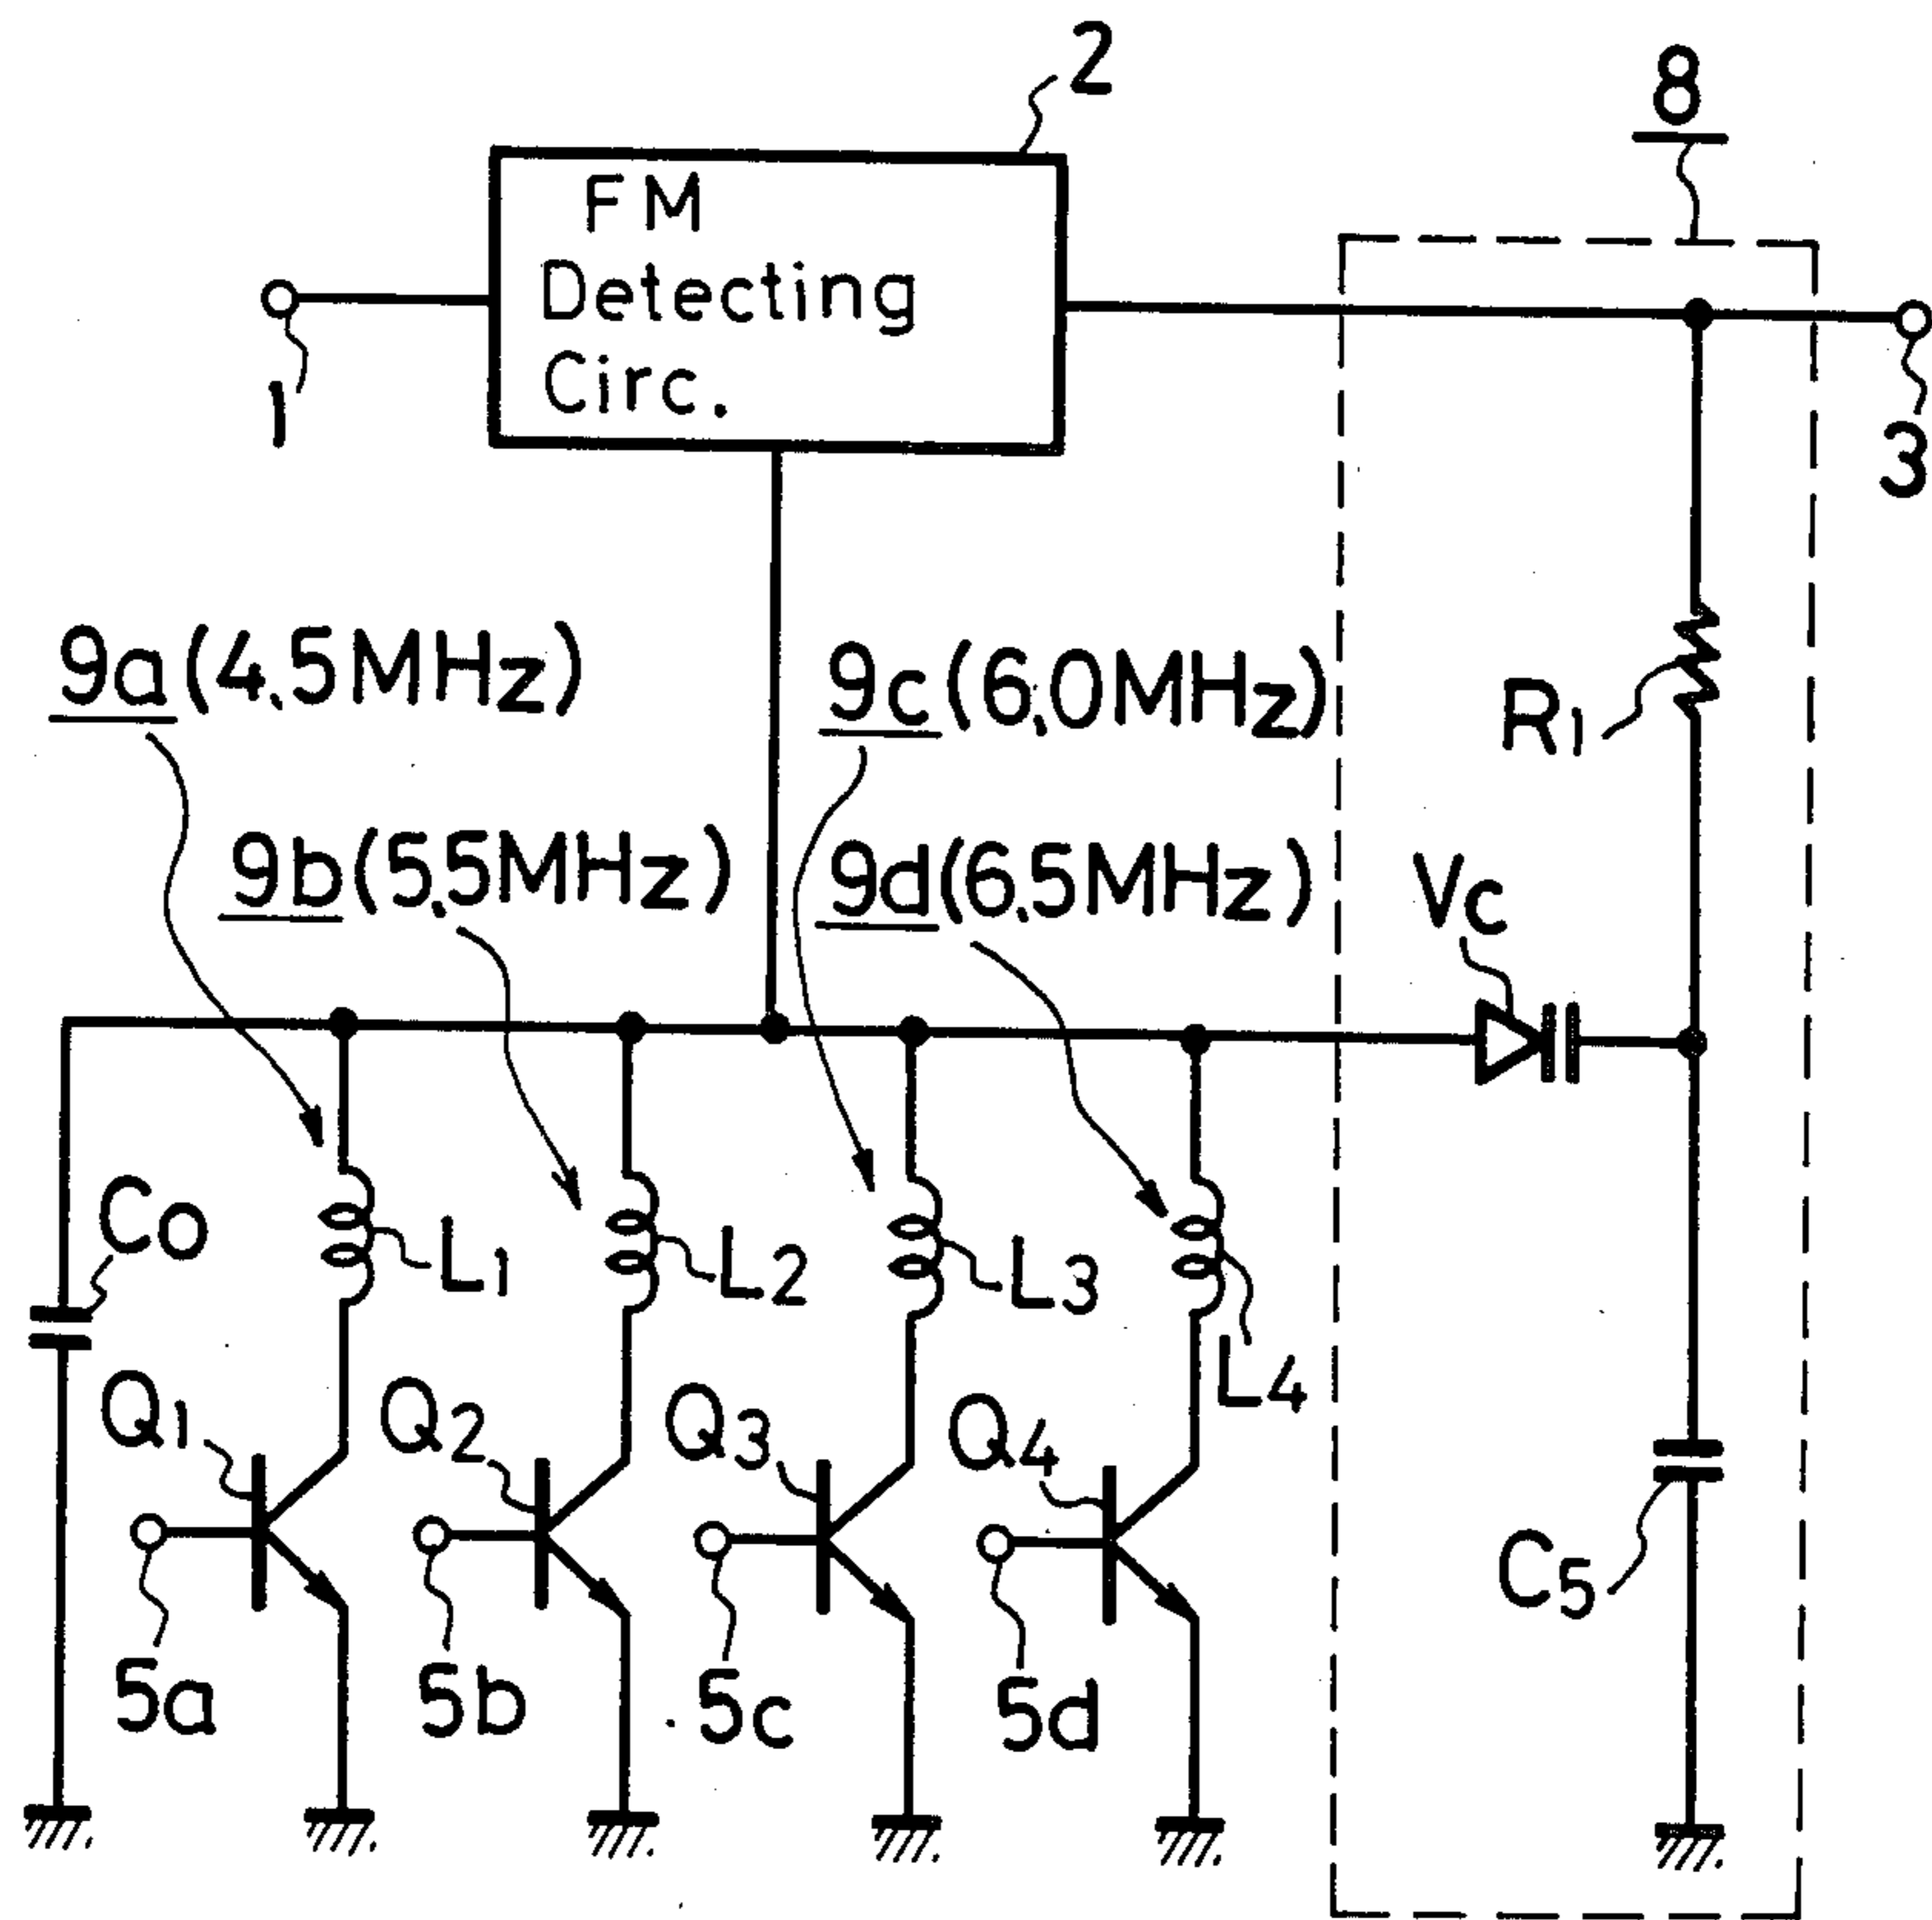 2
8
FM
Detecting
Circ.
1
3
9a(4.5MHz)
9c(6.0MHz)
R1
9b(5.5MHz)
9d(6.5MHz)
Vc
Co
L1
L2
L3
L4
Q1
Q2
Q3
Q4
C5
5a
5b
5c
5d